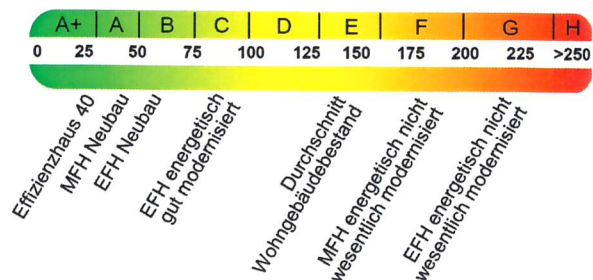 A+ A B C D E F G H
0 25 50 75 100 125 150 175 200 225 >250
Effizienzhaus 40
MFH Neubau
EFH Neubau
EFH energetisch
gut modernisiert
Durchschnitt
Wohngebäudebestand
MFH energetisch nicht
wesentlich modernisiert
EFH energetisch nicht
wesentlich modernisiert